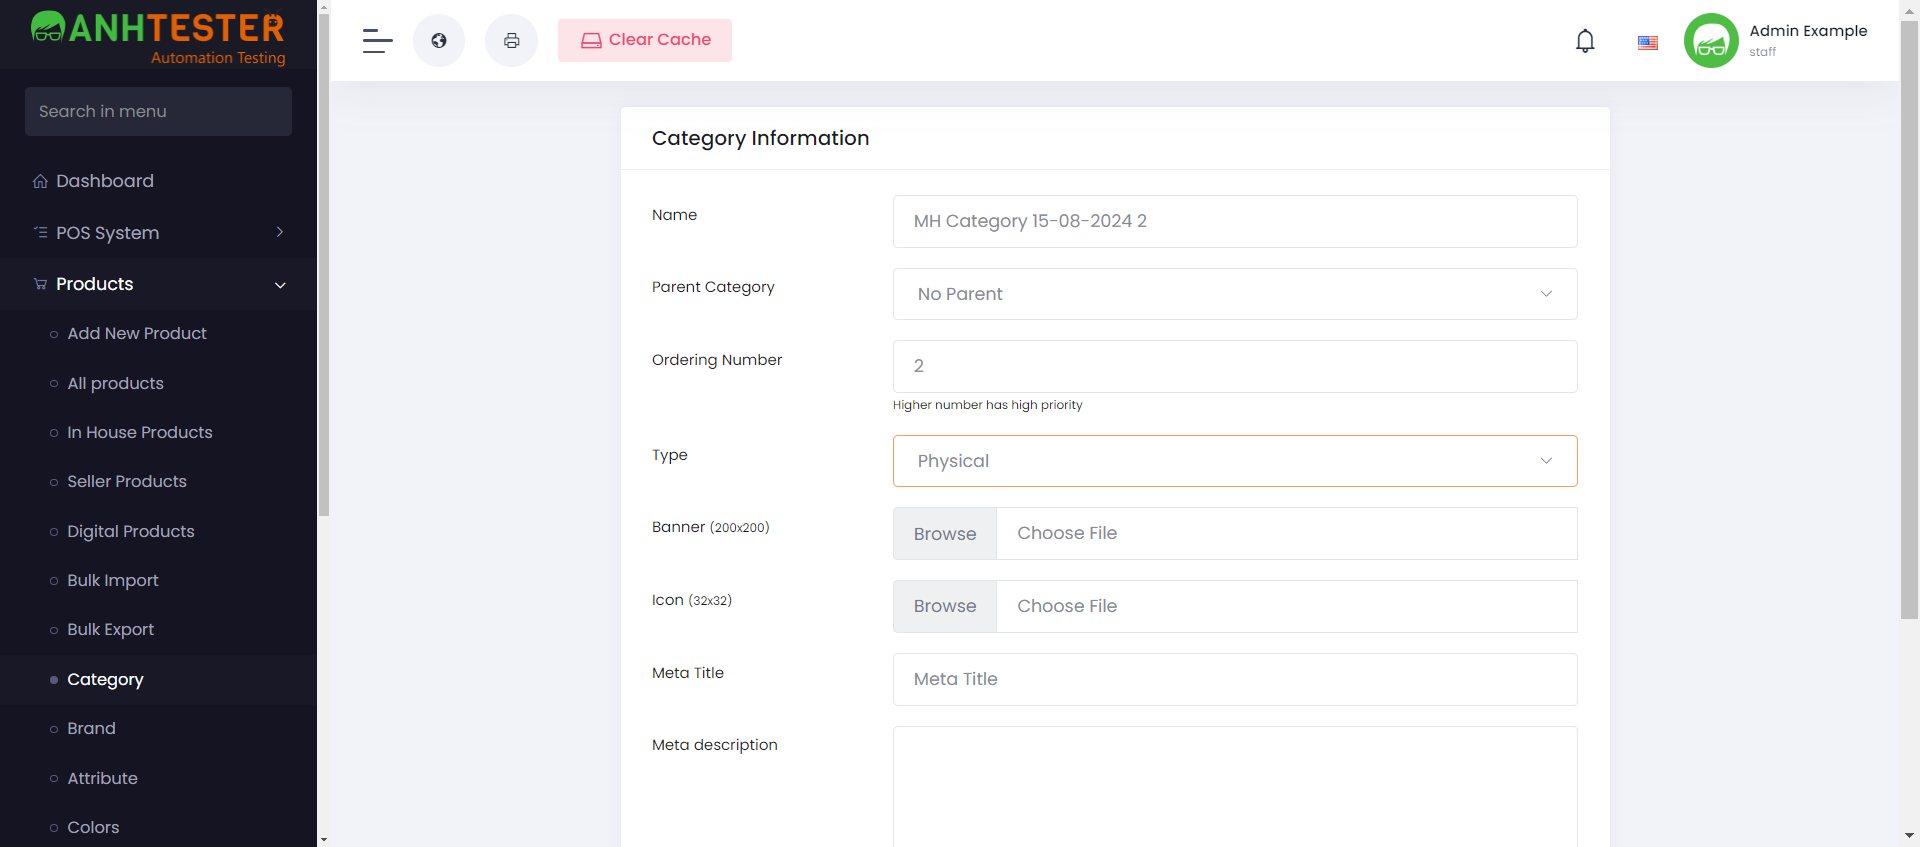 ANHTESTER
Automation Testing
Search in menu
Dashboard
POS System
Products
Add New Product
All products
In House Products
Seller Products
Digital Products
Bulk Import
Bulk Export
Category
Brand
Attribute
Colors
Clear Cache
Admin Example
staff
Category Information
Name
MH Category 15-08-2024 2
Parent Category
No Parent
Ordering Number
2
Higher number has high priority
Type
Physical
Banner (200x200)
Browse
Choose File
Icon (32x32)
Browse
Choose File
Meta Title
Meta Title
Meta description